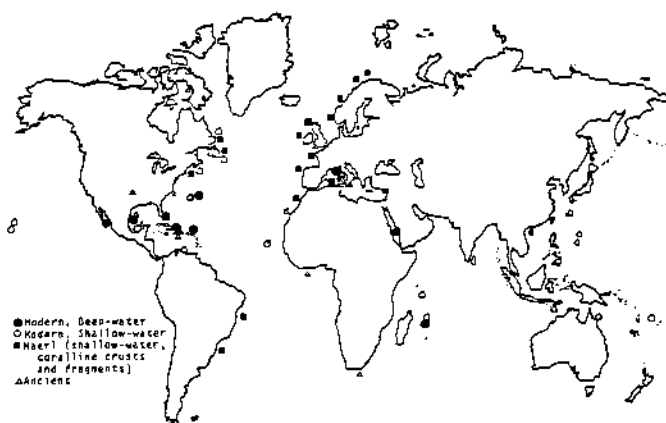 Modern, Deep-water
Modern, Shallow-water
Maerl (shallow-water,
coralline crusts
and fragments)
Ancient